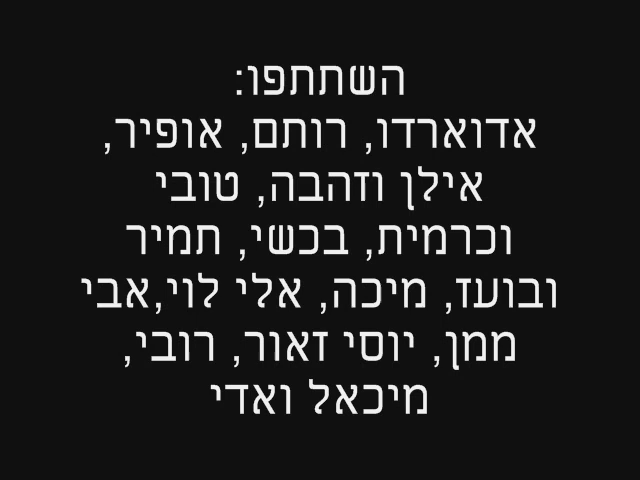 השתתפו:
אדוארדו, רותם, אופיר,
אילן וזהבה, טובי
וכרמית, בכשי, תמיר
ובועז, מיכה, אלי לוי,אבי
ממן, יוסי זאור, רובי,
מיכאל ואדי